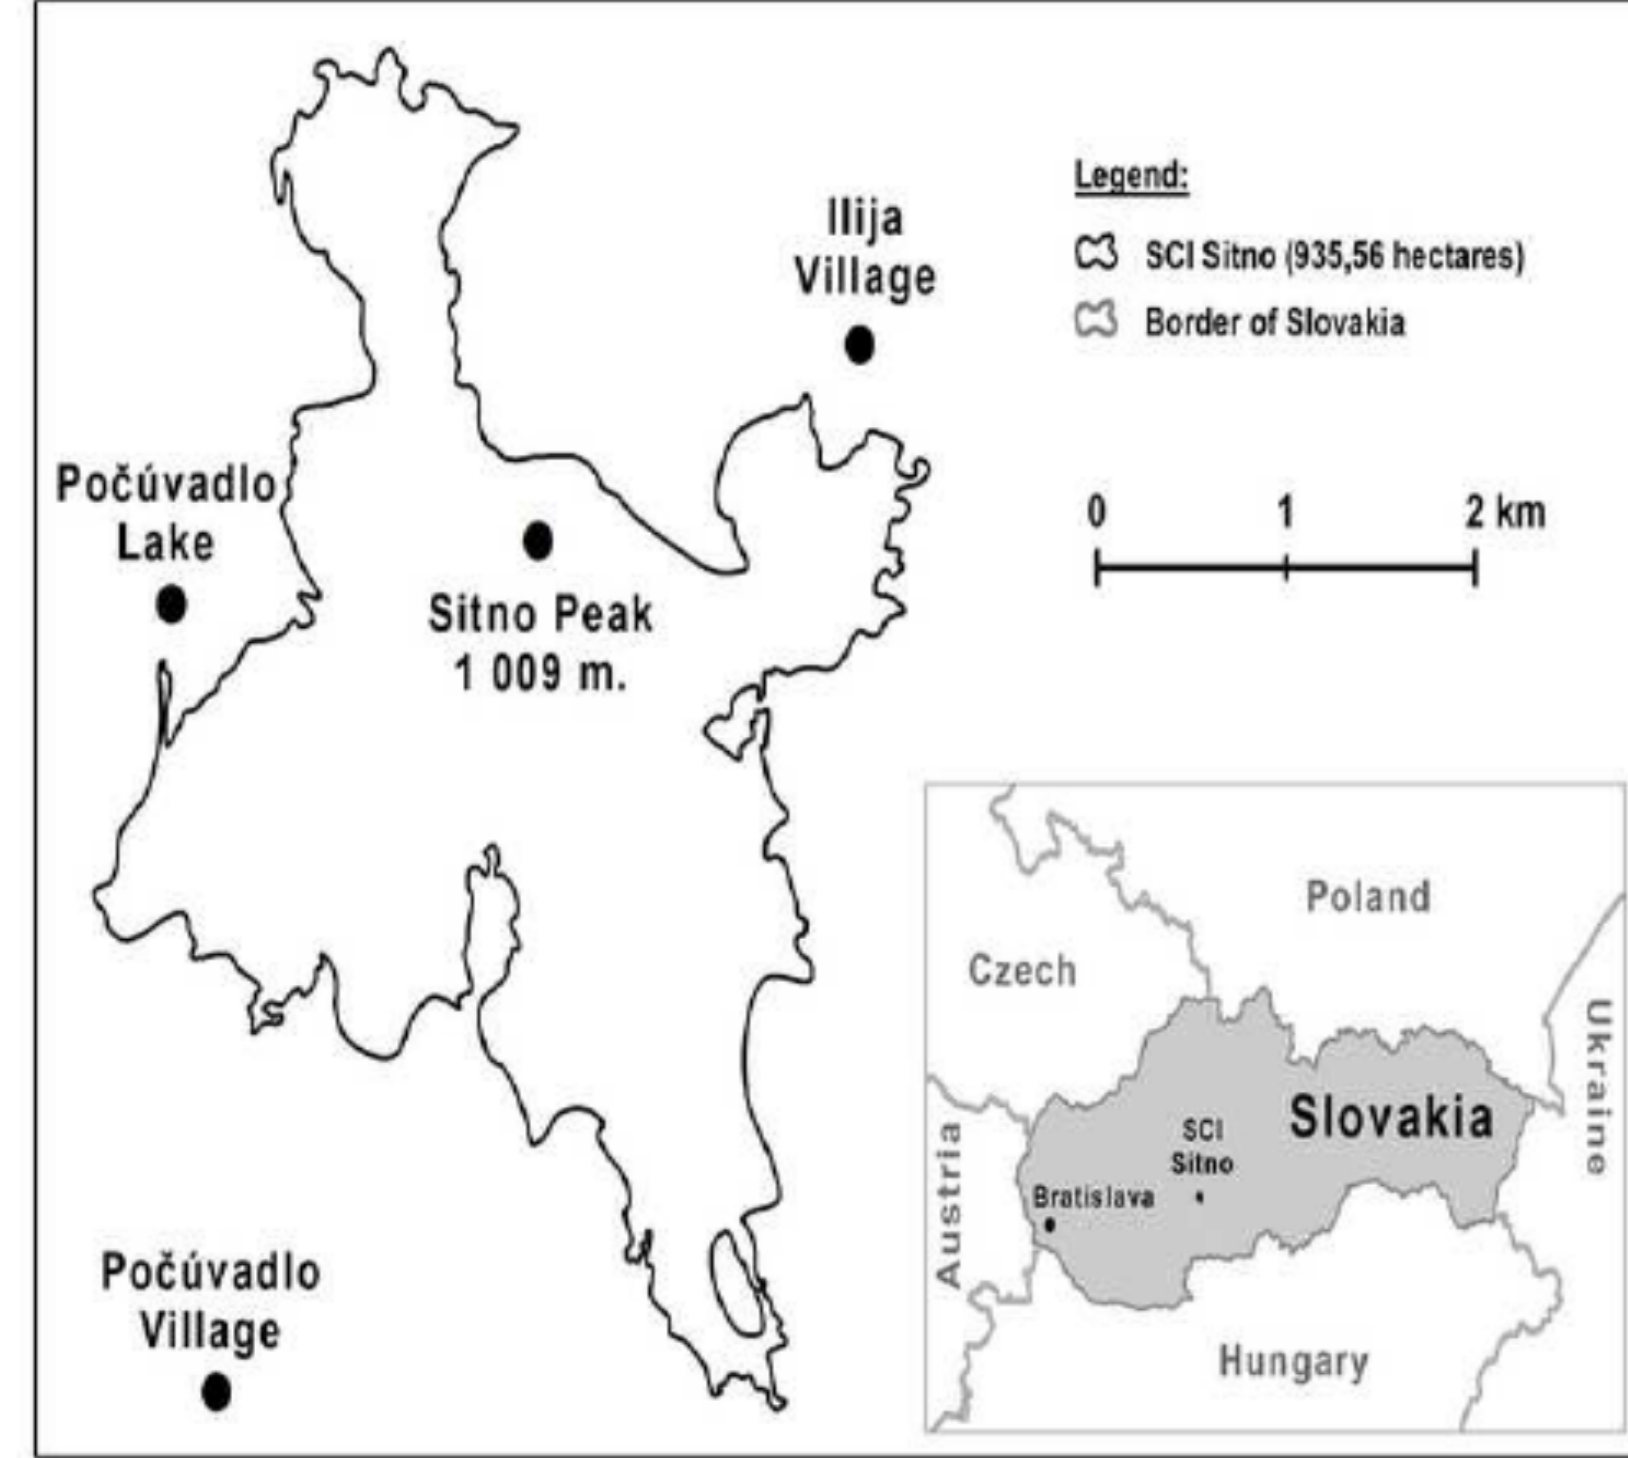 Ilija
Village
Legend:
SCI Sitno (935,56 hectares)
Border of Slovakia
Počúvadlo
Lake
0 1 2 km
Sitno Peak
1 009 m.
Poland
Czech
Ukraine
Slovakia
SCI
Sitno
Bratislava
Austria
Hungary
Počúvadlo
Village